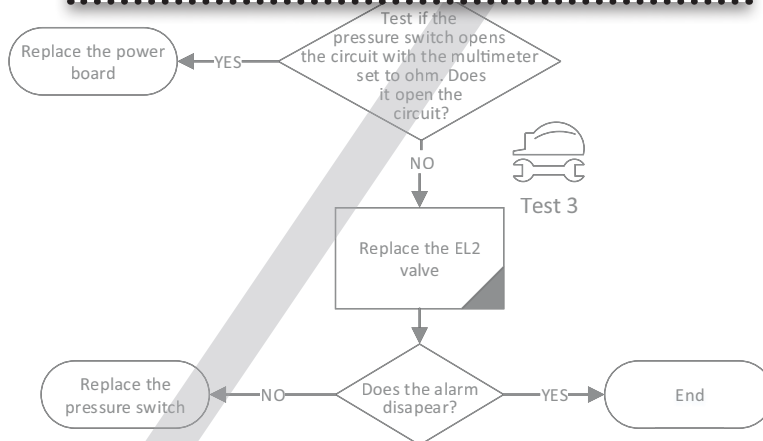 Test if the
pressure switch opens
the circuit with the multimeter
set to ohm. Does
it open the
circuit?
YES
Replace the power
board
NO
Test 3
Replace the EL2
valve
Does the alarm
disapear?
NO
Replace the
pressure switch
YES
End